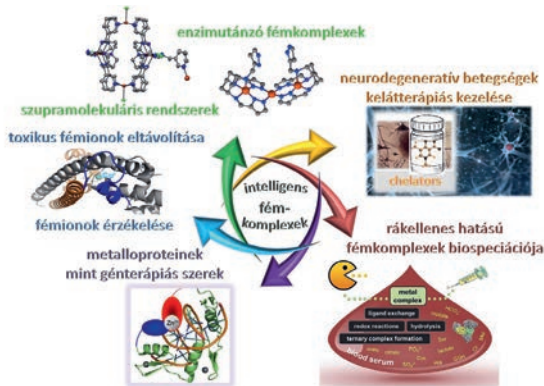 enzimutánzó fémkomplexek
szupramolekuláris rendszerek
neurodegeneratív betegségek
kelátterápiás kezelése
chelators
toxikus fémionok eltávolítása
fémionok érzékelése
intelligens
fém-
komplexek
rákellenes hatású
fémkomplexek biospeciációja
metalloproteinek
mint génterápiás szerek
metal
complex
ligand exchange
redox reactions
hydrolysis
ternary complex formation
blood serum